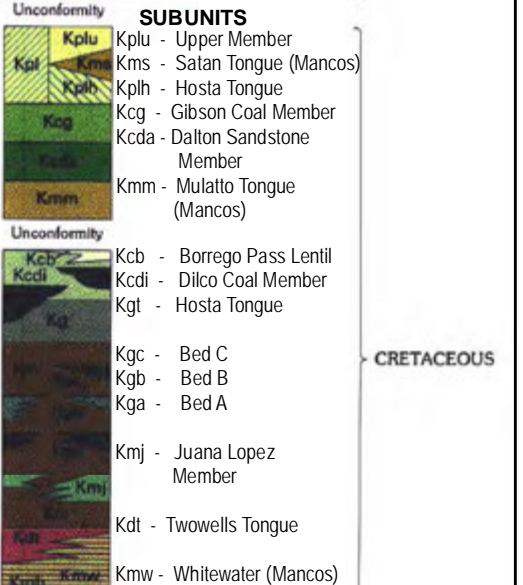 Unconformity
SUBUNITS
Kplu
Kplu - Upper Member
Kpl
Kms
Kms - Satan Tongue (Mancos)
Kplh
Kplh - Hosta Tongue
Kcg
Kcg - Gibson Coal Member
Kcda
Kcda - Dalton Sandstone
Member
Kmm
Kmm - Mulatto Tongue
(Mancos)
Unconformity
Kcb
Kcb - Borrego Pass Lentil
Kcdi
Kcdi - Dilco Coal Member
Kgt - Hosta Tongue
Kg
Kgc - Bed C
CRETACEOUS
Kgb - Bed B
Kga - Bed A
Kmj - Juana Lopez
Member
Kmj
Kdt - Twowells Tongue
Kdt
Kmw - Whitewater (Mancos)
Kmw